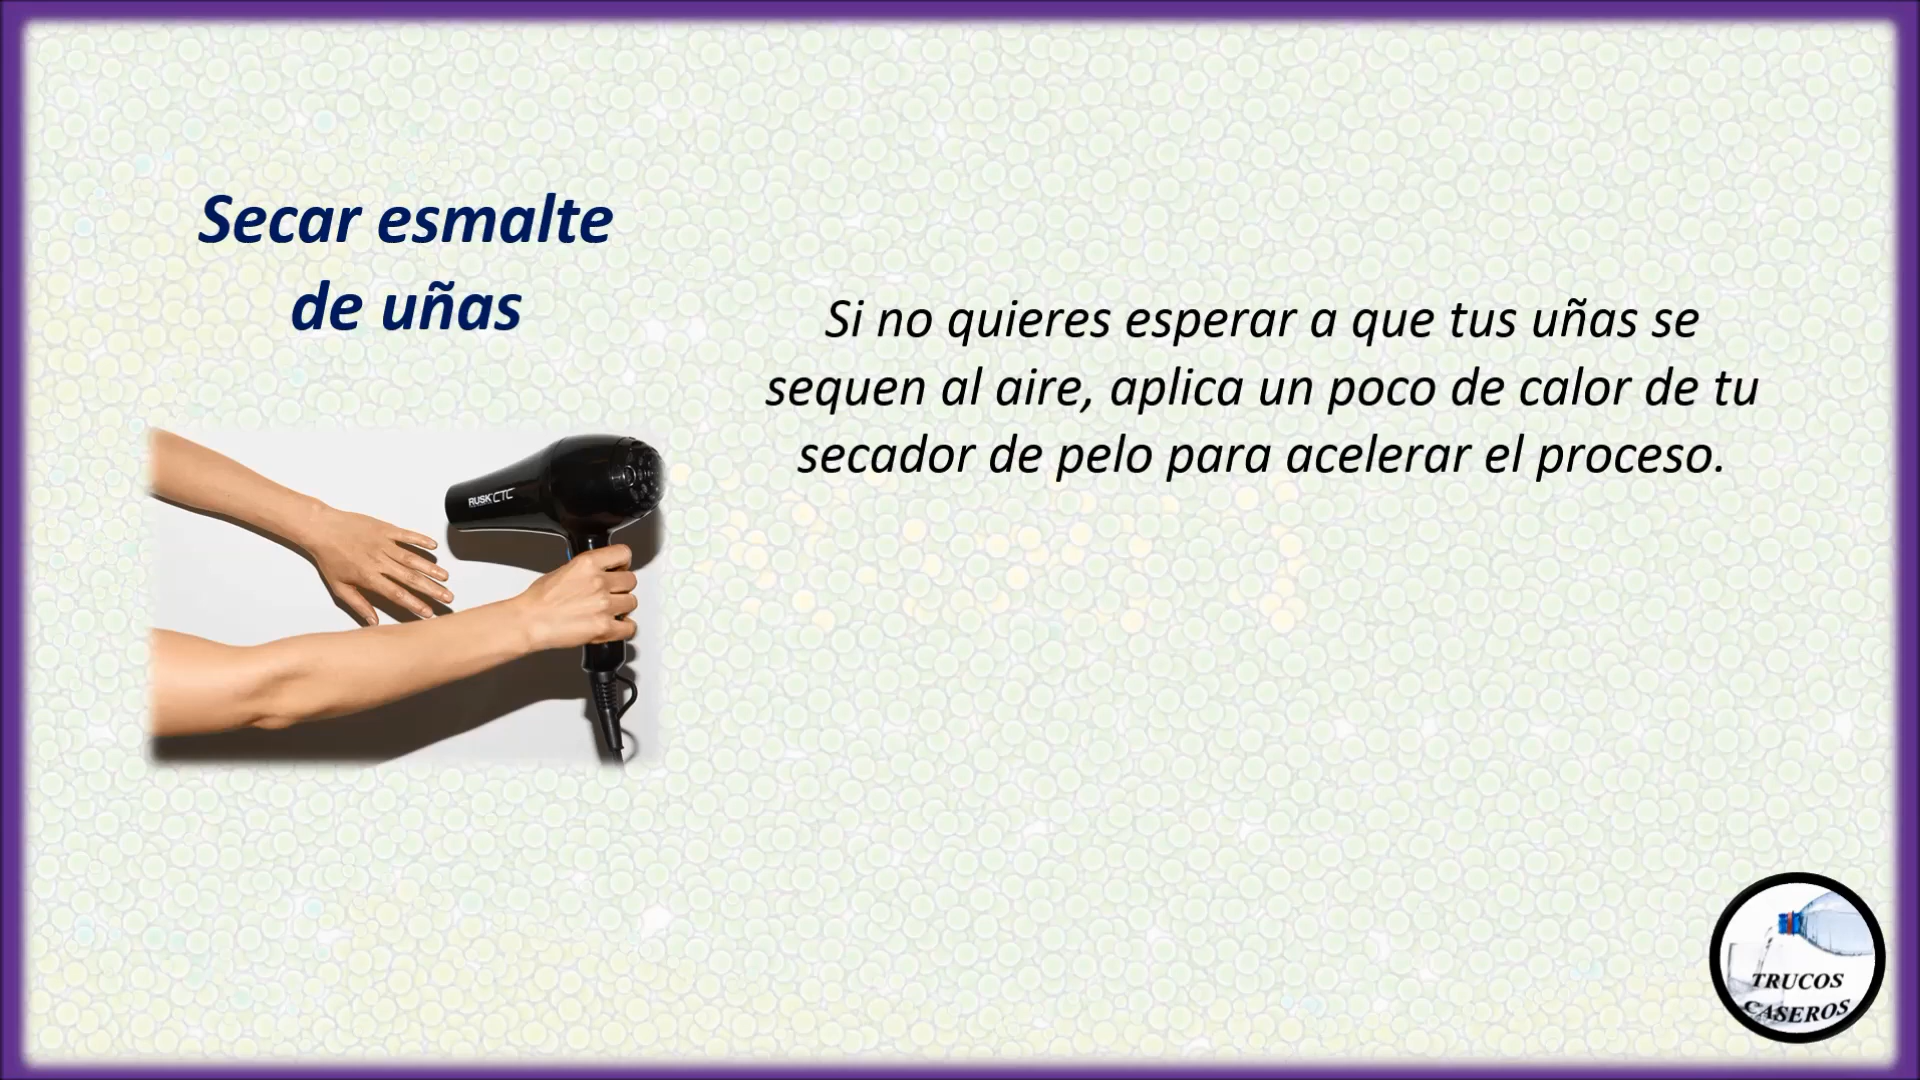 Secar esmalte
de uñas
Si no quieres esperar a que tus uñas se
sequen al aire, aplica un poco de calor de tu
secador de pelo para acelerar el proceso.
RUSK CTC
TRUCOS
CASEROS